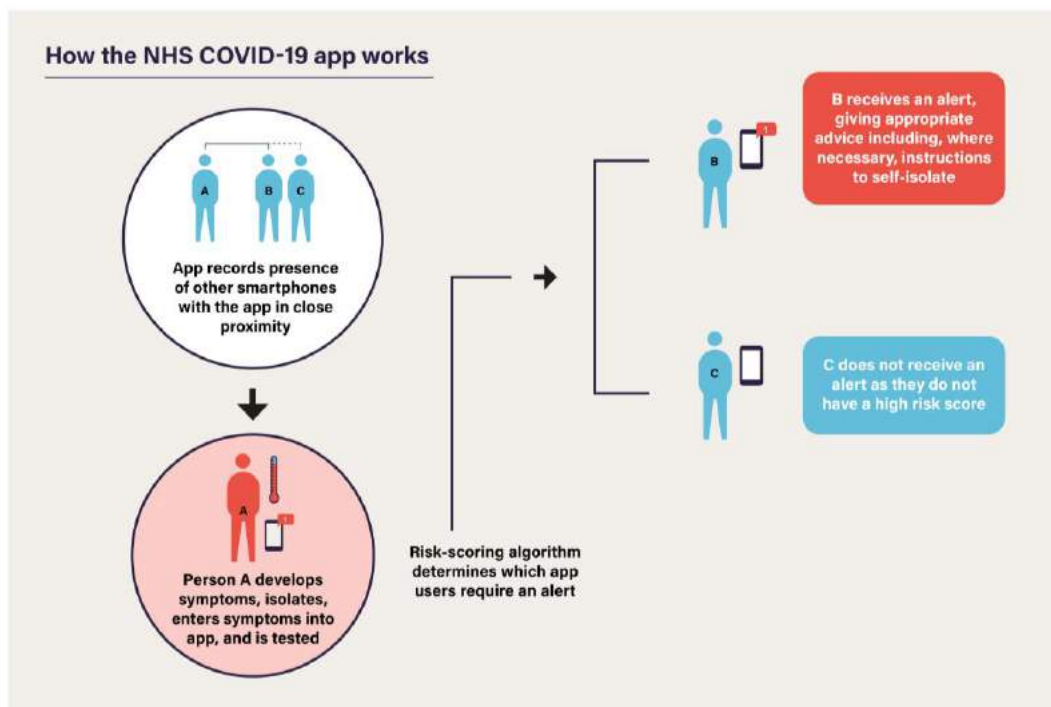 How the NHS COVID-19 app works
A
B
C
App records presence
of other smartphones
with the app in close
proximity
A
1
Person A develops
symptoms, isolates,
enters symptoms into
app, and is tested
Risk-scoring algorithm
determines which app
users require an alert
B
1
B receives an alert,
giving appropriate
advice including, where
necessary, instructions
to self-isolate
C
C does not receive an
alert as they do not
have a high risk score